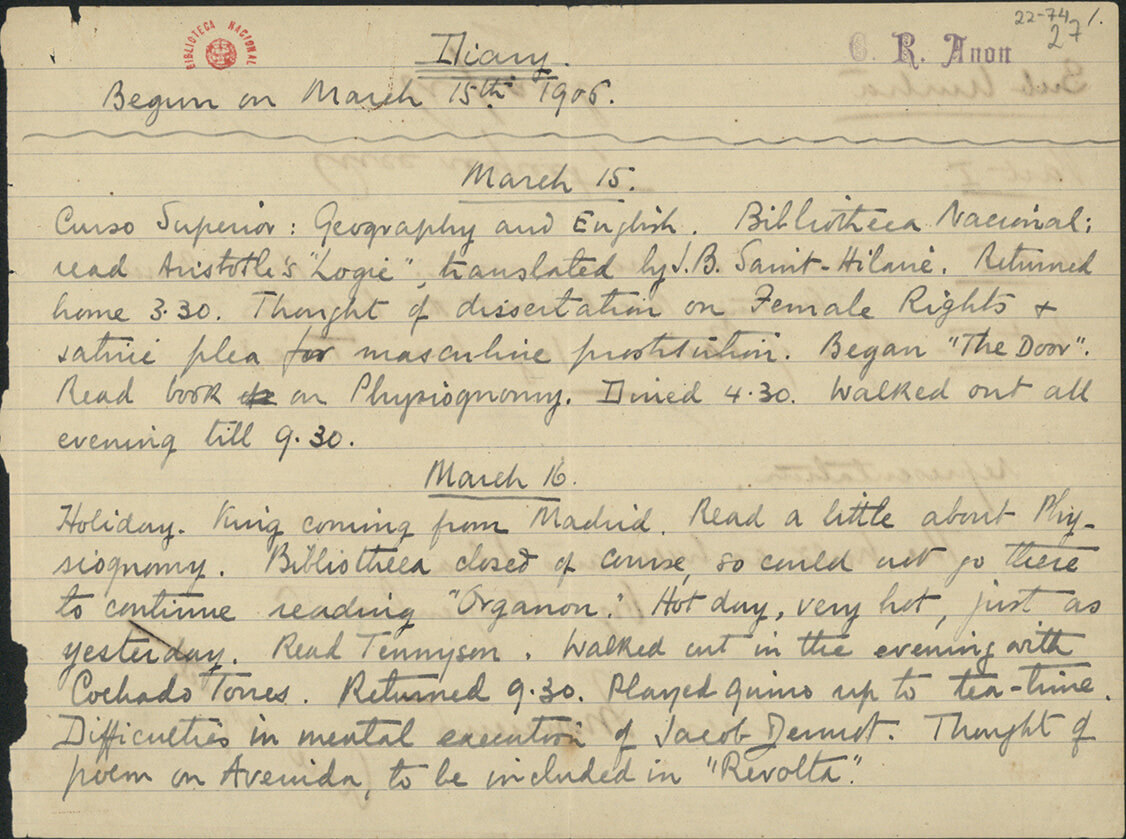 22-74 1.
27
BIBLIOTECA NACIONAL
C. R. Anon
Diary.
Begun on March 15th 1906.
March 15.
Curso Superior: Geography and English. Bibliotheca Nacional:
read Aristotle's "Logic", translated by J. B. Saint-Hilaire. Returned
home 3.30. Thought of dissertation on Female Rights &
satiric plea for masculine prostitution. Began "The Door".
Read book on Physiognomy. Dined 4.30. Walked out all
evening till 9.30.
March 16.
Holiday. King coming from Madrid. Read a little about Phy-
siognomy. Bibliotheca closed of course, so could not go there
to continue reading "Organon." Hot day, very hot, just as
yesterday. Read Tennyson. Walked out in the evening with
Cochado Torres. Returned 9.30. Played quino up to tea-time.
Difficulties in mental execution of Jacob Dermot. Thought of
poem on Avenida, to be included in "Revolta".